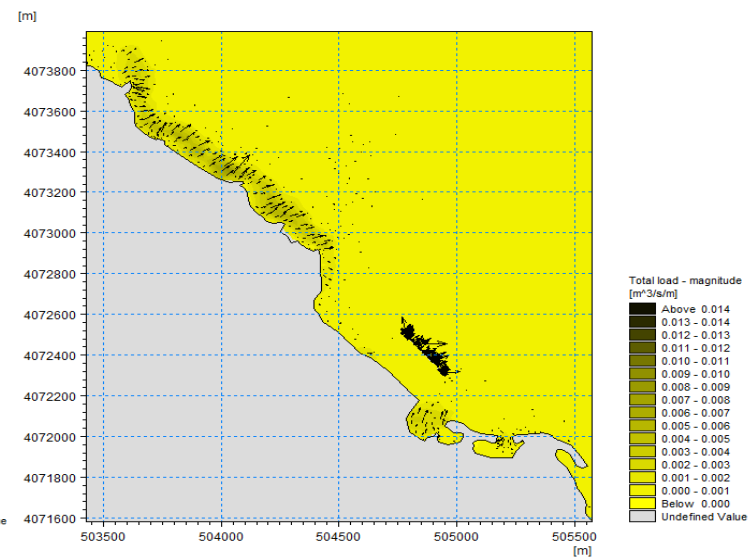 [m]
4073800
4073600
4073400
4073200
4073000
4072800
4072600
4072400
4072200
4072000
4071800
4071600
503500
504000
504500
505000
505500
[m]
Total load - magnitude
[m^3/s/m]
Above 0.014
0.013 - 0.014
0.012 - 0.013
0.011 - 0.012
0.010 - 0.011
0.009 - 0.010
0.008 - 0.009
0.007 - 0.008
0.006 - 0.007
0.005 - 0.006
0.004 - 0.005
0.003 - 0.004
0.002 - 0.003
0.001 - 0.002
0.000 - 0.001
Below 0.000
Undefined Value